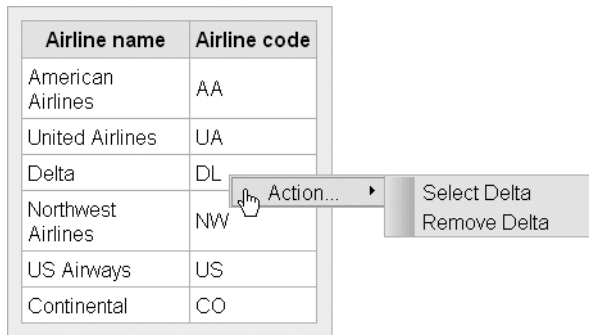 Airline name Airline code
American
Airlines AA
United Airlines UA
Delta DL
Action...
Select Delta
Remove Delta
Northwest
Airlines NW
US Airways US
Continental CO